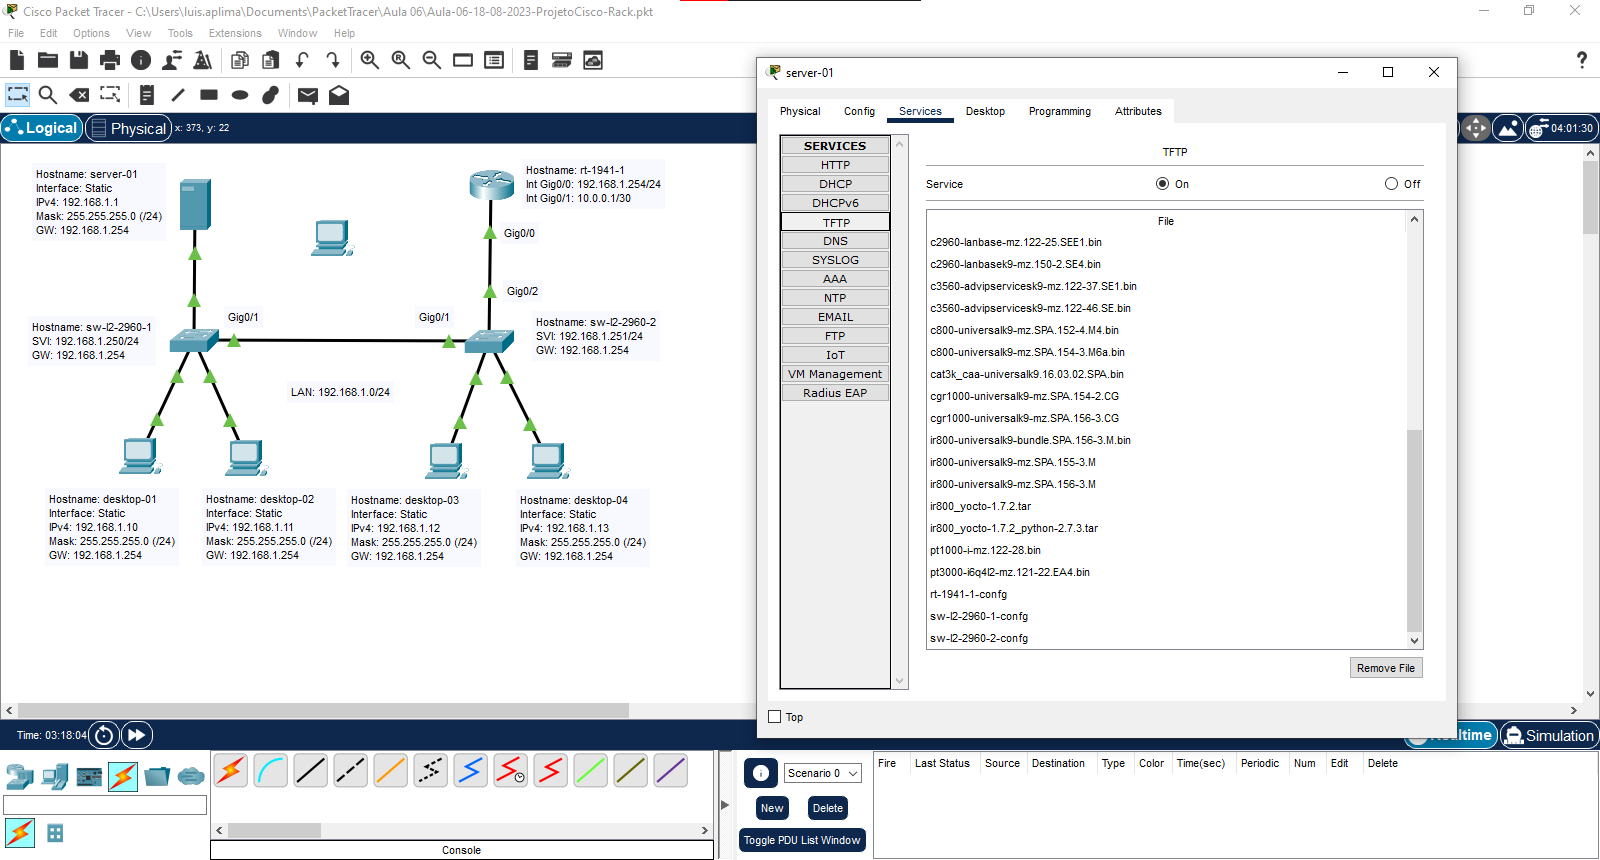 Cisco Packet Tracer - C:\Users\luis.aplima\Documents\PacketTracer\Aula 06\Aula-06-18-08-2023-ProjetoCisco-Rack.pkt
File Edit Options View Tools Extensions Window Help
Logical Physical x: 373, y: 22
04:01:30
Hostname: server-01
Interface: Static
IPv4: 192.168.1.1
Mask: 255.255.255.0 (/24)
GW: 192.168.1.254
Hostname: rt-1941-1
Int Gig0/0: 192.168.1.254/24
Int Gig0/1: 10.0.0.1/30
Gig0/0
Gig0/2
Gig0/1
Gig0/1
Hostname: sw-l2-2960-1
SVI: 192.168.1.250/24
GW: 192.168.1.254
Hostname: sw-l2-2960-2
SVI: 192.168.1.251/24
GW: 192.168.1.254
LAN: 192.168.1.0/24
Hostname: desktop-01
Interface: Static
IPv4: 192.168.1.10
Mask: 255.255.255.0 (/24)
GW: 192.168.1.254
Hostname: desktop-02
Interface: Static
IPv4: 192.168.1.11
Mask: 255.255.255.0 (/24)
GW: 192.168.1.254
Hostname: desktop-03
Interface: Static
IPv4: 192.168.1.12
Mask: 255.255.255.0 (/24)
GW: 192.168.1.254
Hostname: desktop-04
Interface: Static
IPv4: 192.168.1.13
Mask: 255.255.255.0 (/24)
GW: 192.168.1.254
server-01
Physical Config Services Desktop Programming Attributes
SERVICES
HTTP
DHCP
DHCPv6
TFTP
DNS
SYSLOG
AAA
NTP
EMAIL
FTP
IoT
VM Management
Radius EAP
TFTP
Service On Off
File
c2960-lanbase-mz.122-25.SEE1.bin
c2960-lanbasek9-mz.150-2.SE4.bin
c3560-advipservicesk9-mz.122-37.SE1.bin
c3560-advipservicesk9-mz.122-46.SE.bin
c800-universalk9-mz.SPA.152-4.M4.bin
c800-universalk9-mz.SPA.154-3.M6a.bin
cat3k_caa-universalk9.16.03.02.SPA.bin
cgr1000-universalk9-mz.SPA.154-2.CG
cgr1000-universalk9-mz.SPA.156-3.CG
ir800-universalk9-bundle.SPA.156-3.M.bin
ir800-universalk9-mz.SPA.155-3.M
ir800-universalk9-mz.SPA.156-3.M
ir800_yocto-1.7.2.tar
ir800_yocto-1.7.2_python-2.7.3.tar
pt1000-i-mz.122-28.bin
pt3000-i6q4l2-mz.121-22.EA4.bin
rt-1941-1-confg
sw-l2-2960-1-confg
sw-l2-2960-2-confg
Remove File
Top
Time: 03:18:04
Realtime Simulation
Scenario 0
New Delete
Toggle PDU List Window
Fire Last Status Source Destination Type Color Time(sec) Periodic Num Edit Delete
Console